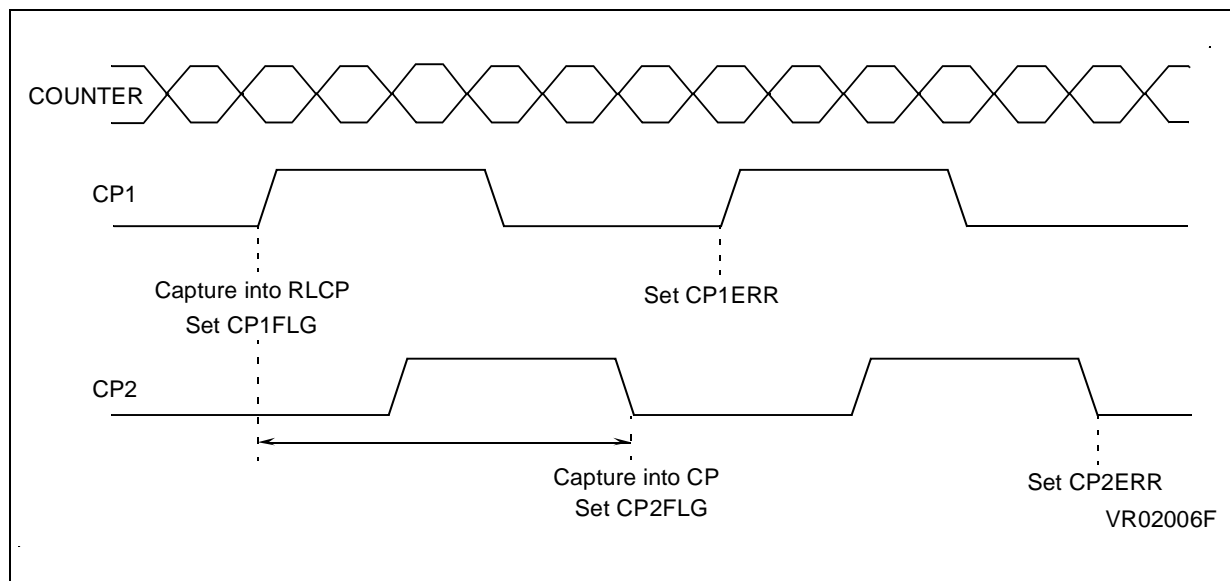 COUNTER
CP1
Capture into RLCP
Set CP1FLG
Set CP1ERR
CP2
Capture into CP
Set CP2FLG
Set CP2ERR
VR02006F